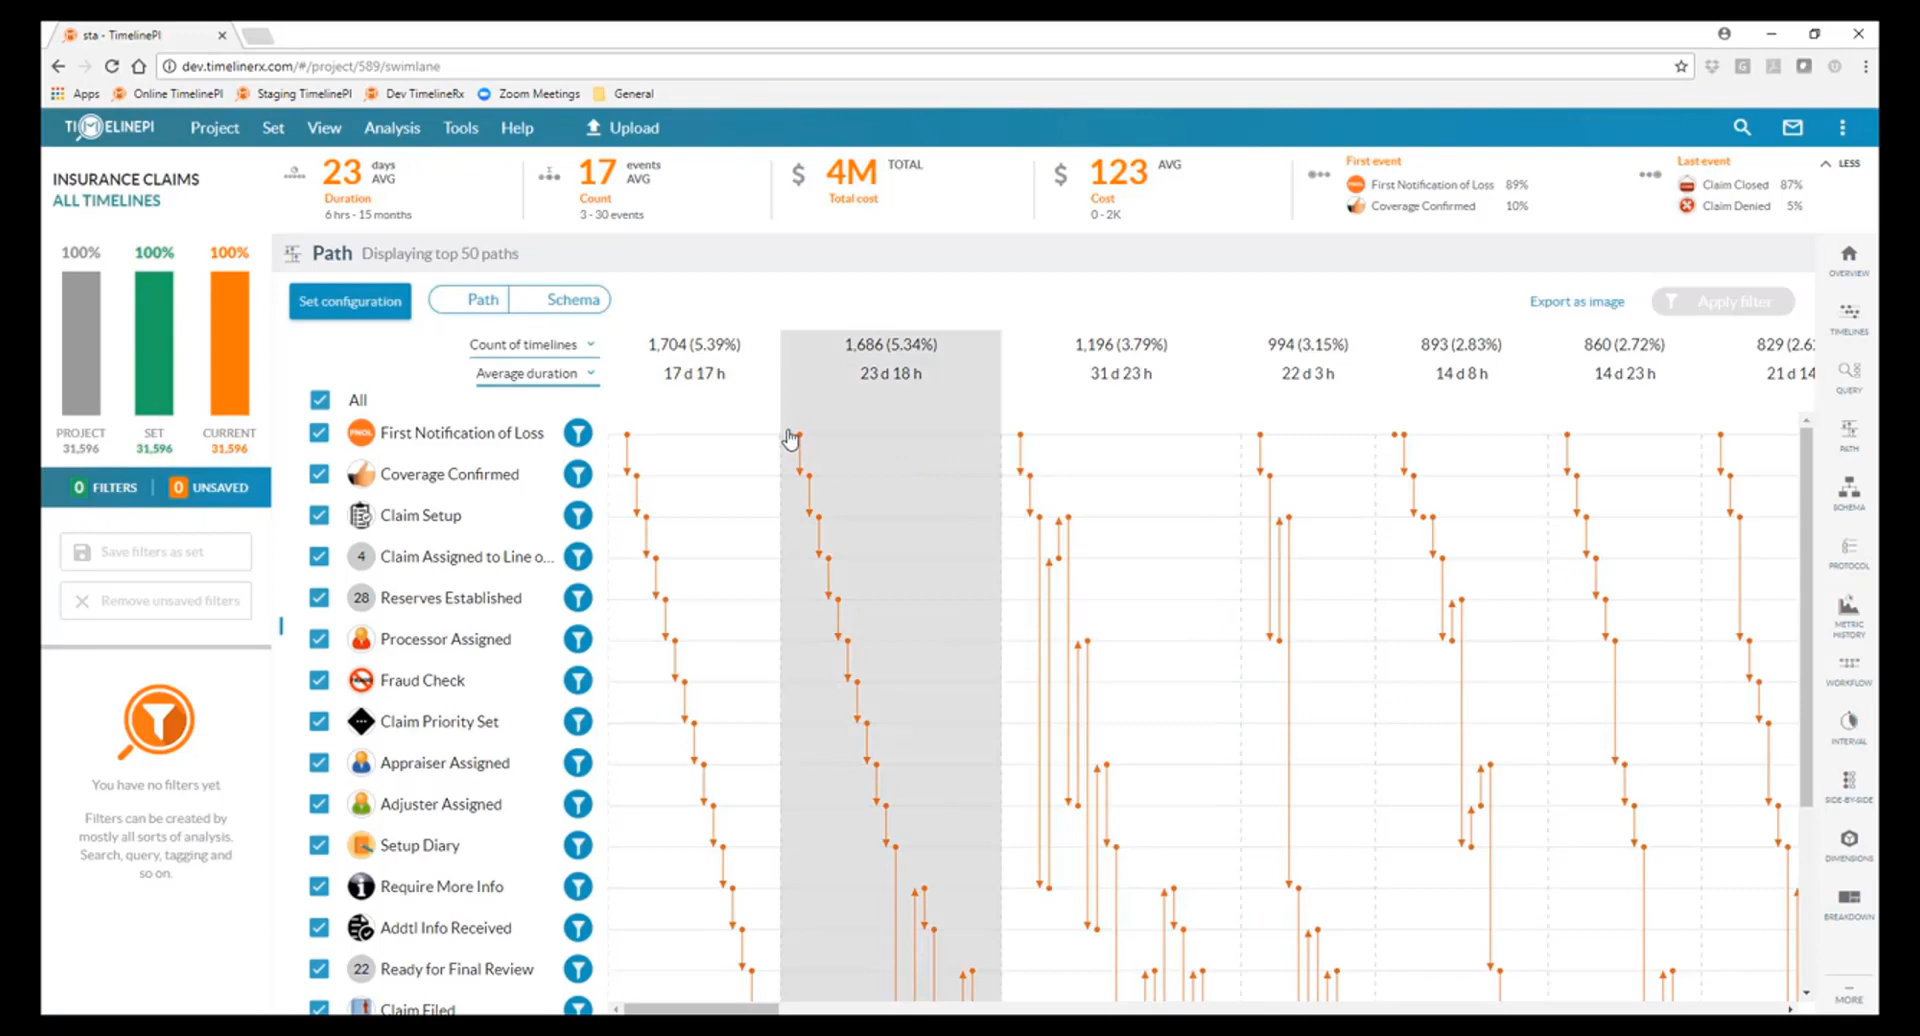 sta - TimelinePI
dev.timelinerx.com/#/project/589/swimlane
Apps Online TimelinePI Staging TimelinePI Dev TimelineRx Zoom Meetings General
TIMELINEPI Project Set View Analysis Tools Help Upload
INSURANCE CLAIMS
ALL TIMELINES
23 days AVG
Duration
6 hrs - 15 months
17 events AVG
Count
3 - 30 events
$ 4M TOTAL
Total cost
$ 123 AVG
Cost
0 - 2K
First event
First Notification of Loss 89%
Coverage Confirmed 10%
Last event
Claim Closed 87%
Claim Denied 5%
LESS
100% 100% 100%
PROJECT SET CURRENT
31,596 31,596 31,596
0 FILTERS 0 UNSAVED
Save filters as set
Remove unsaved filters
You have no filters yet
Filters can be created by
mostly all sorts of analysis.
Search, query, tagging and
so on.
Path Displaying top 50 paths
Set configuration Path Schema Export as image Apply filter
Count of timelines 1,704 (5.39%) 1,686 (5.34%) 1,196 (3.79%) 994 (3.15%) 893 (2.83%) 860 (2.72%) 829 (2.6
Average duration 17 d 17 h 23 d 18 h 31 d 23 h 22 d 3 h 14 d 8 h 14 d 23 h 21 d 14
All
FNOL First Notification of Loss
Coverage Confirmed
Claim Setup
4 Claim Assigned to Line o...
28 Reserves Established
Processor Assigned
Fraud Check
Claim Priority Set
Appraiser Assigned
Adjuster Assigned
Setup Diary
Require More Info
Addtl Info Received
22 Ready for Final Review
Claim Filed
OVERVIEW
TIMELINES
QUERY
PATH
SCHEMA
PROTOCOL
METRIC
HISTORY
WORKFLOW
INTERVAL
SIDE-BY-SIDE
DIMENSIONS
BREAKDOWN
MORE